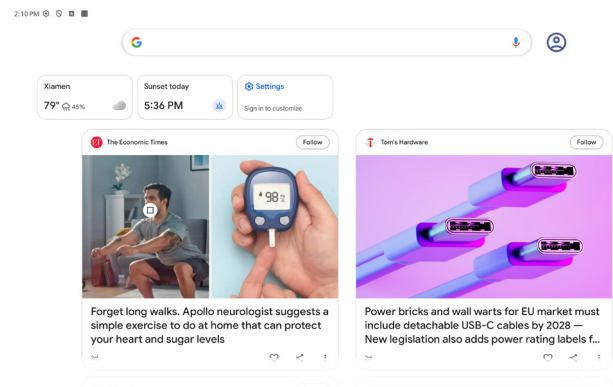 2:10 PM
Xiamen
79° 45%
Sunset today
5:36 PM
Settings
Sign in to customize
The Economic Times
Follow
98
Forget long walks. Apollo neurologist suggests a
simple exercise to do at home that can protect
your heart and sugar levels
Tom's Hardware
Follow
Power bricks and wall warts for EU market must
include detachable USB-C cables by 2028 —
New legislation also adds power rating labels f...